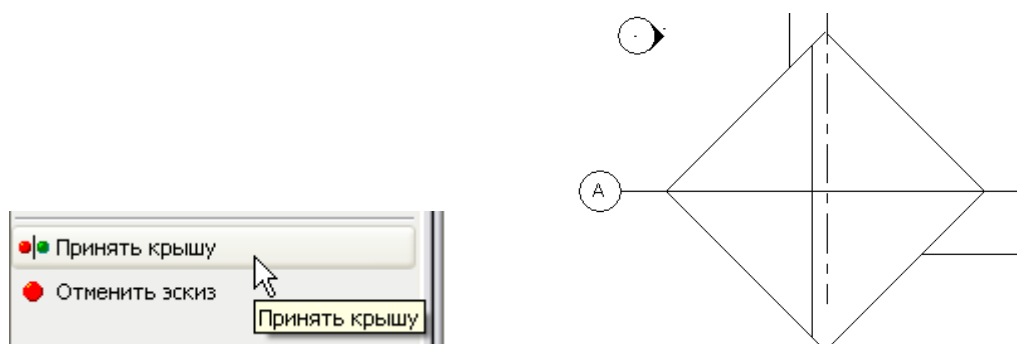 A
Принять крышу
Отменить эскиз
Принять крышу